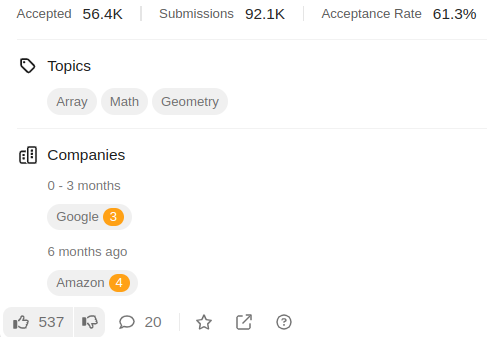 Accepted 56.4K Submissions 92.1K Acceptance Rate 61.3%
Topics
Array Math Geometry
Companies
0 - 3 months
Google 3
6 months ago
Amazon 4
537 20